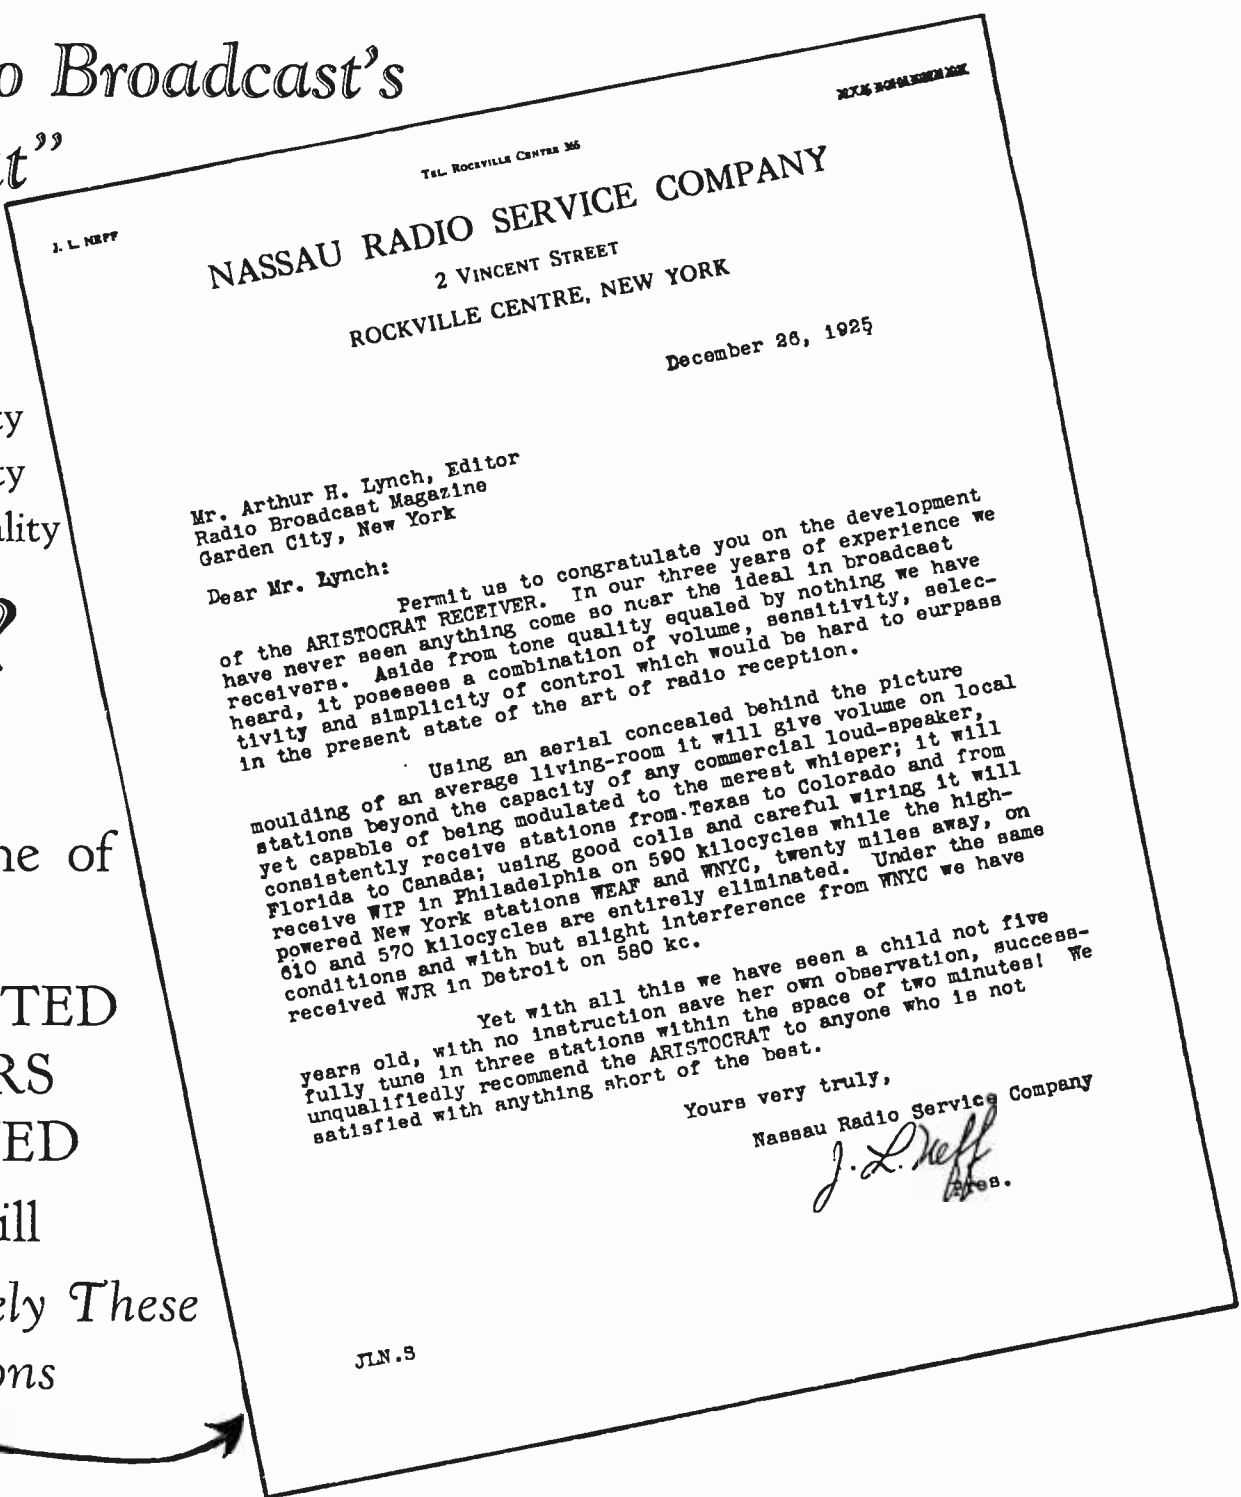 o Broadcast's
t”
ty
ty
ality
?
ne of
TED
RS
ED
ill
ely These
ons
TEL. ROCKVILLE CENTRE 365
J. L. NEFF
NASSAU RADIO SERVICE COMPANY
2 VINCENT STREET
ROCKVILLE CENTRE, NEW YORK
December 26, 1925
Mr. Arthur H. Lynch, Editor
Radio Broadcast Magazine
Garden City, New York
Dear Mr. Lynch:
Permit us to congratulate you on the development
of the ARISTOCRAT RECEIVER. In our three years of experience we
have never seen anything come so near the ideal in broadcast
receivers. Aside from tone quality equaled by nothing we have
heard, it posesees a combination of volume, sensitivity, selec-
tivity and simplicity of control which would be hard to surpass
in the present state of the art of radio reception.
Using an aerial concealed behind the picture
moulding of an average living-room it will give volume on local
stations beyond the capacity of any commercial loud-speaker,
yet capable of being modulated to the merest whisper; it will
consistently receive stations from Texas to Colorado and from
Florida to Canada; using good coils and careful wiring it will
receive WIP in Philadelphia on 590 kilocycles while the high-
powered New York stations WEAF and WNYC, twenty miles away, on
610 and 570 kilocycles are entirely eliminated. Under the same
conditions and with but slight interference from WNYC we have
received WJR in Detroit on 580 kc.
Yet with all this we have seen a child not five
years old, with no instruction save her own observation, success-
fully tune in three stations within the space of two minutes! We
unqualifiedly recommend the ARISTOCRAT to anyone who is not
satisfied with anything short of the best.
Yours very truly,
Nassau Radio Service Company
J. L. Neff
Pres.
JLN.S